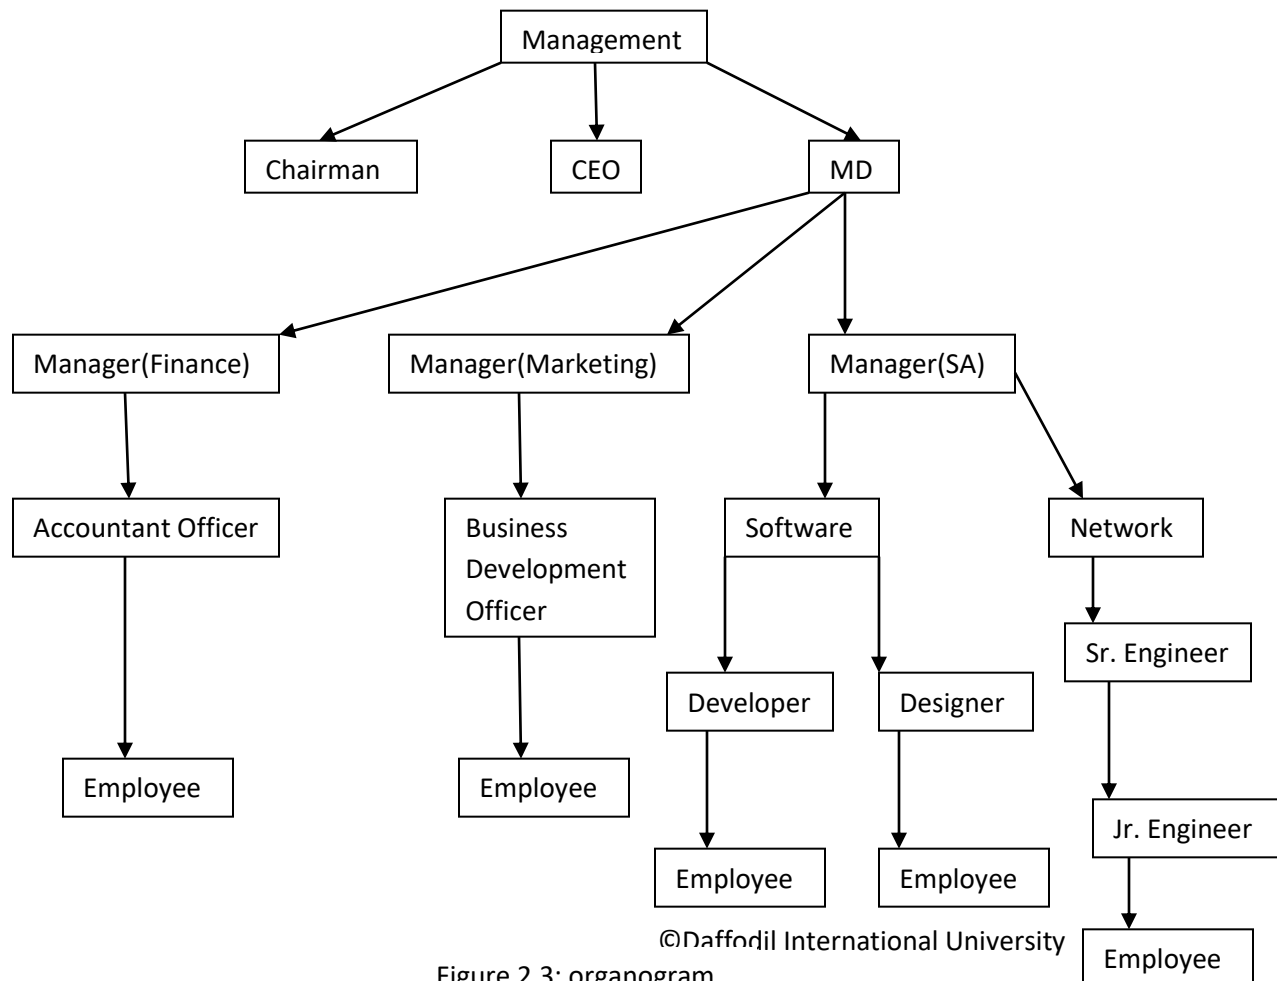 Management
Chairman
CEO
MD
Manager(Finance)
Manager(Marketing)
Manager(SA)
Accountant Officer
Business
Development
Officer
Software
Network
Sr. Engineer
Developer
Designer
Employee
Employee
Jr. Engineer
Employee
Employee
©Daffodil International University
Employee
Figure 2.3: organogram